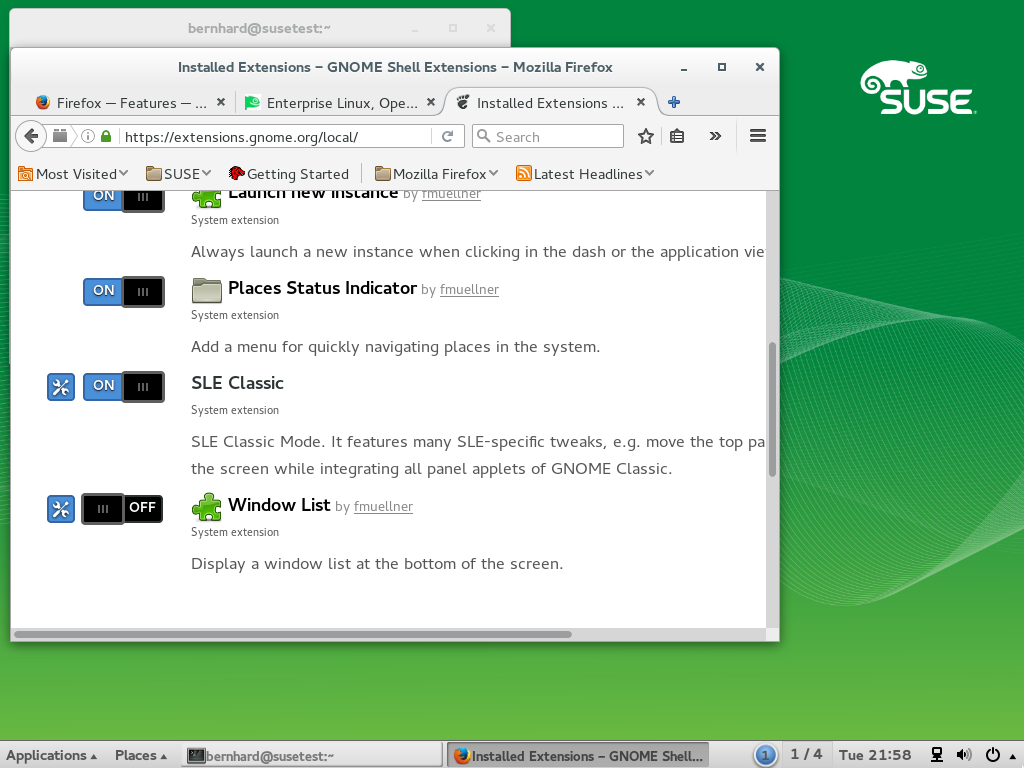 bernhard@susetest:~
Installed Extensions – GNOME Shell Extensions – Mozilla Firefox
Firefox — Features — ...
Enterprise Linux, Ope...
Installed Extensions ...
https://extensions.gnome.org/local/
Search
Most Visited
SUSE
Getting Started
Mozilla Firefox
Latest Headlines
SUSE
ON
Launch new instance by fmuellner
System extension
Always launch a new instance when clicking in the dash or the application vie
ON
Places Status Indicator by fmuellner
System extension
Add a menu for quickly navigating places in the system.
ON
SLE Classic
System extension
SLE Classic Mode. It features many SLE-specific tweaks, e.g. move the top pa
the screen while integrating all panel applets of GNOME Classic.
OFF
Window List by fmuellner
System extension
Display a window list at the bottom of the screen.
Applications
Places
bernhard@susetest:~
Installed Extensions – GNOME Shell...
1
1 / 4
Tue 21:58